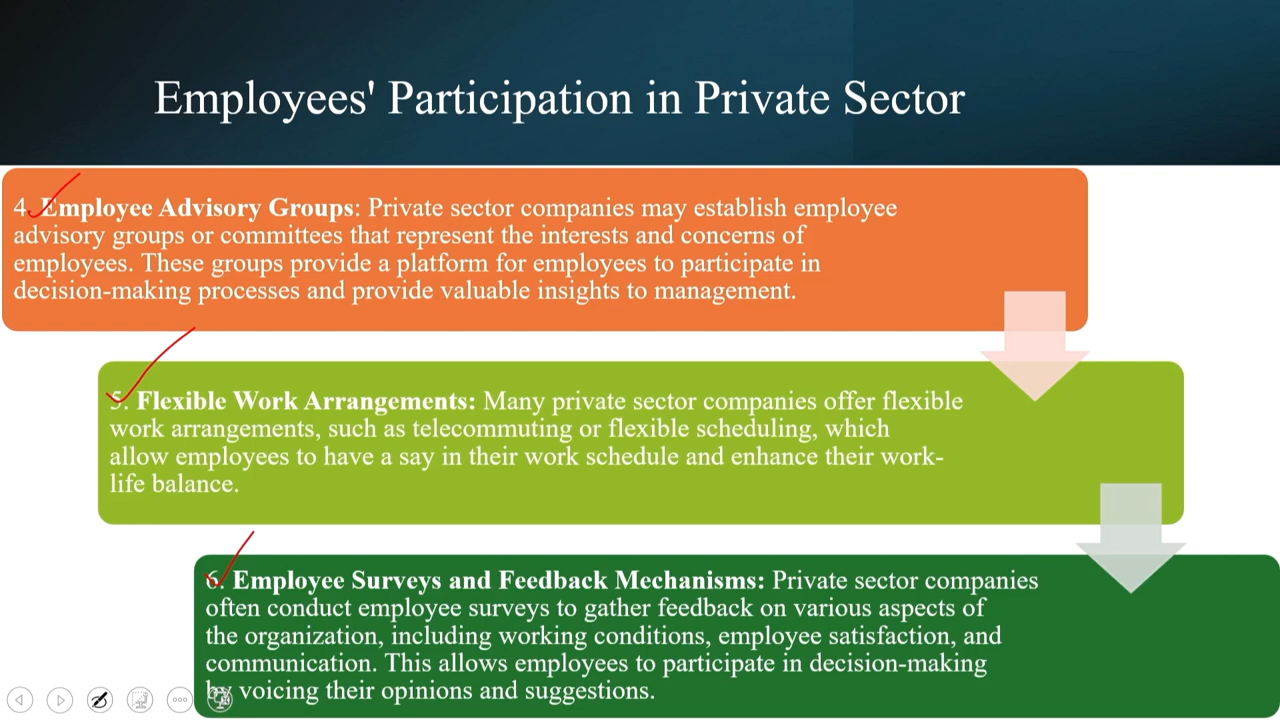 Employees' Participation in Private Sector
4. Employee Advisory Groups: Private sector companies may establish employee
advisory groups or committees that represent the interests and concerns of
employees. These groups provide a platform for employees to participate in
decision-making processes and provide valuable insights to management.
5. Flexible Work Arrangements: Many private sector companies offer flexible
work arrangements, such as telecommuting or flexible scheduling, which
allow employees to have a say in their work schedule and enhance their work-
life balance.
6. Employee Surveys and Feedback Mechanisms: Private sector companies
often conduct employee surveys to gather feedback on various aspects of
the organization, including working conditions, employee satisfaction, and
communication. This allows employees to participate in decision-making
by voicing their opinions and suggestions.